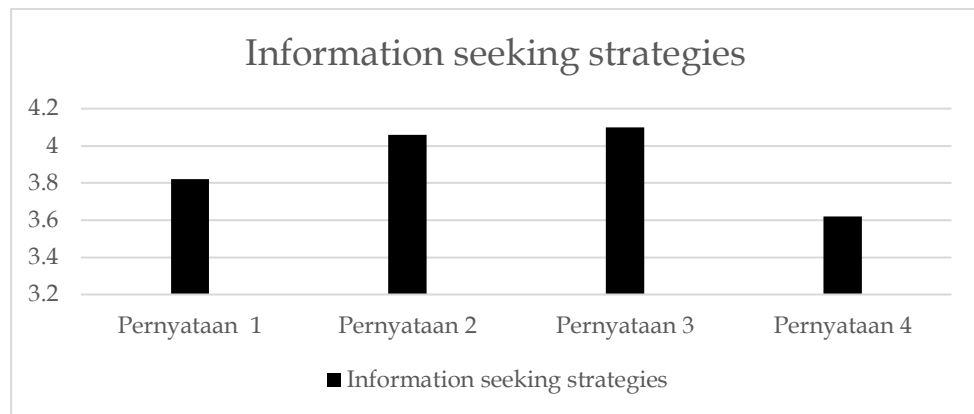 Information seeking strategies
4.2
4
3.8
3.6
3.4
3.2
Pernyataan 1 Pernyataan 2 Pernyataan 3 Pernyataan 4
Information seeking strategies